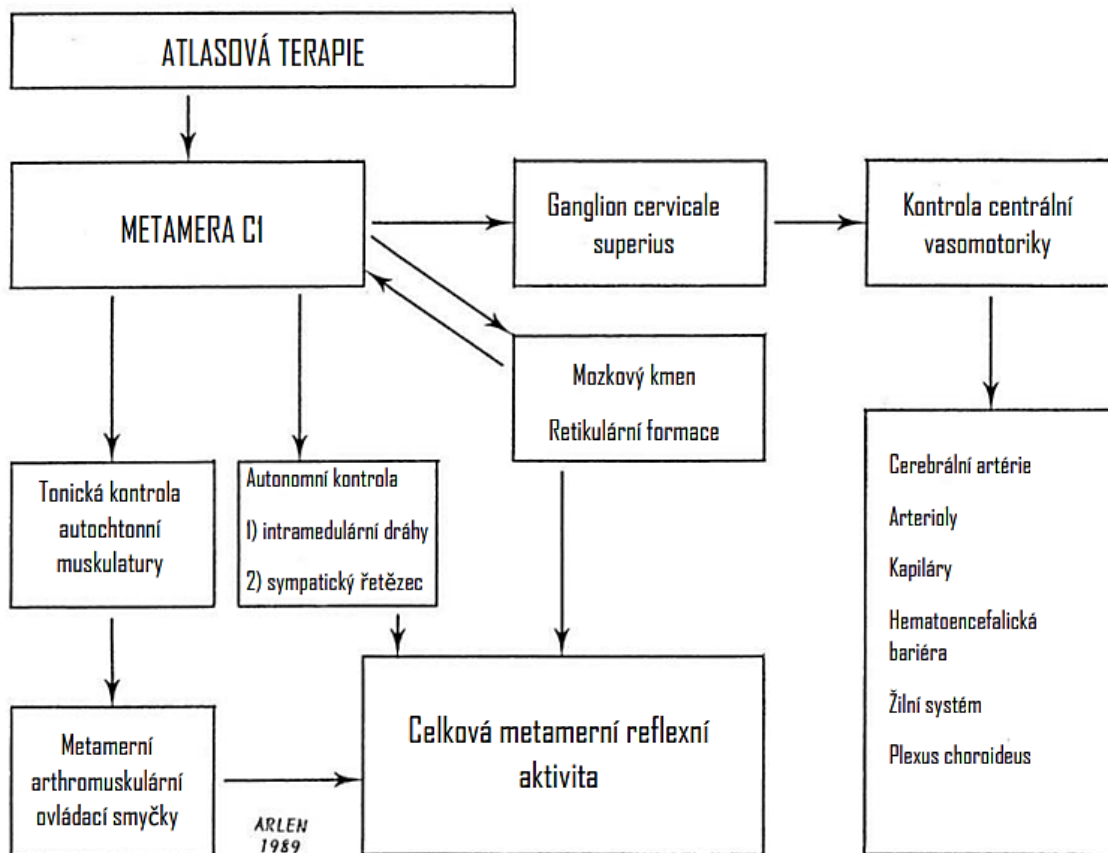 ATLASOVÁ TERAPIE
METAMERA C1
Ganglion cervicale
superius
Kontrola centrální
vasomotoriky
Mozkový kmen
Retikulární formace
Tonická kontrola
autochtonní
muskulatury
Autonomní kontrola
1) intramedulární dráhy
2) sympatický řetězec
Cerebrální artérie
Arterioly
Kapiláry
Hematoencefalická
bariéra
Žilní systém
Plexus choroideus
Metamerní
arthromuskulární
ovládací smyčky
Celková metamerní reflexní
aktivita
ARLEN
1989